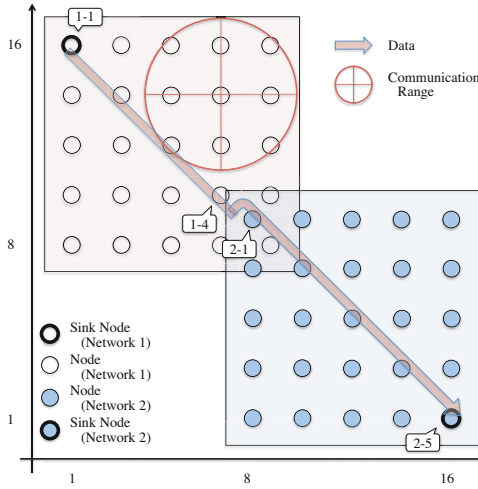 1-1
16
Data
Communication
Range
1-4
2-1
8
Sink Node
(Network 1)
Node
(Network 1)
Node
(Network 2)
Sink Node
(Network 2)
1
2-5
1
8
16